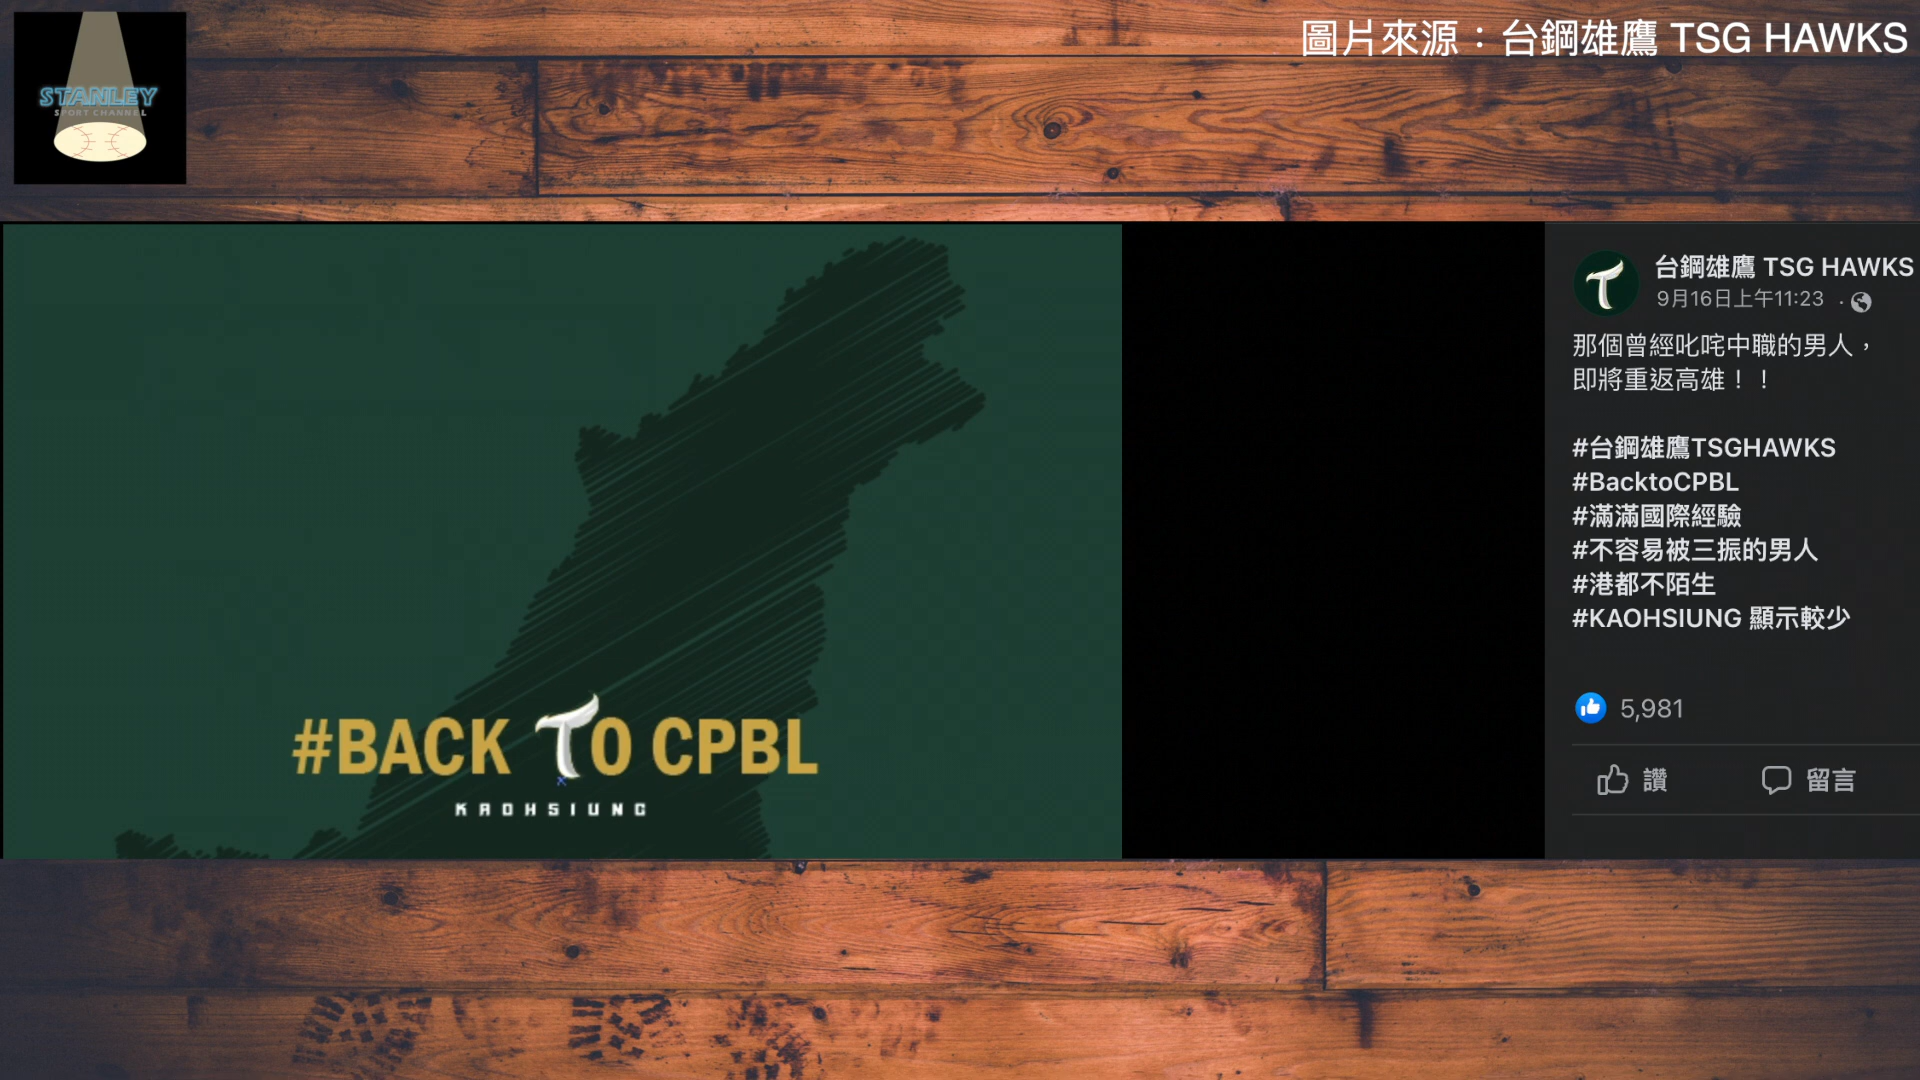 STANLEY
SPORT CHANNEL
圖片來源：台鋼雄鷹 TSG HAWKS
#BACK TO CPBL
KAOHSIUNG
台鋼雄鷹 TSG HAWKS
9月16日上午11:23 ·
那個曾經叱咤中職的男人，
即將重返高雄！！
#台鋼雄鷹TSGHAWKS
#BacktoCPBL
#滿滿國際經驗
#不容易被三振的男人
#港都不陌生
#KAOHSIUNG 顯示較少
5,981
讚 留言